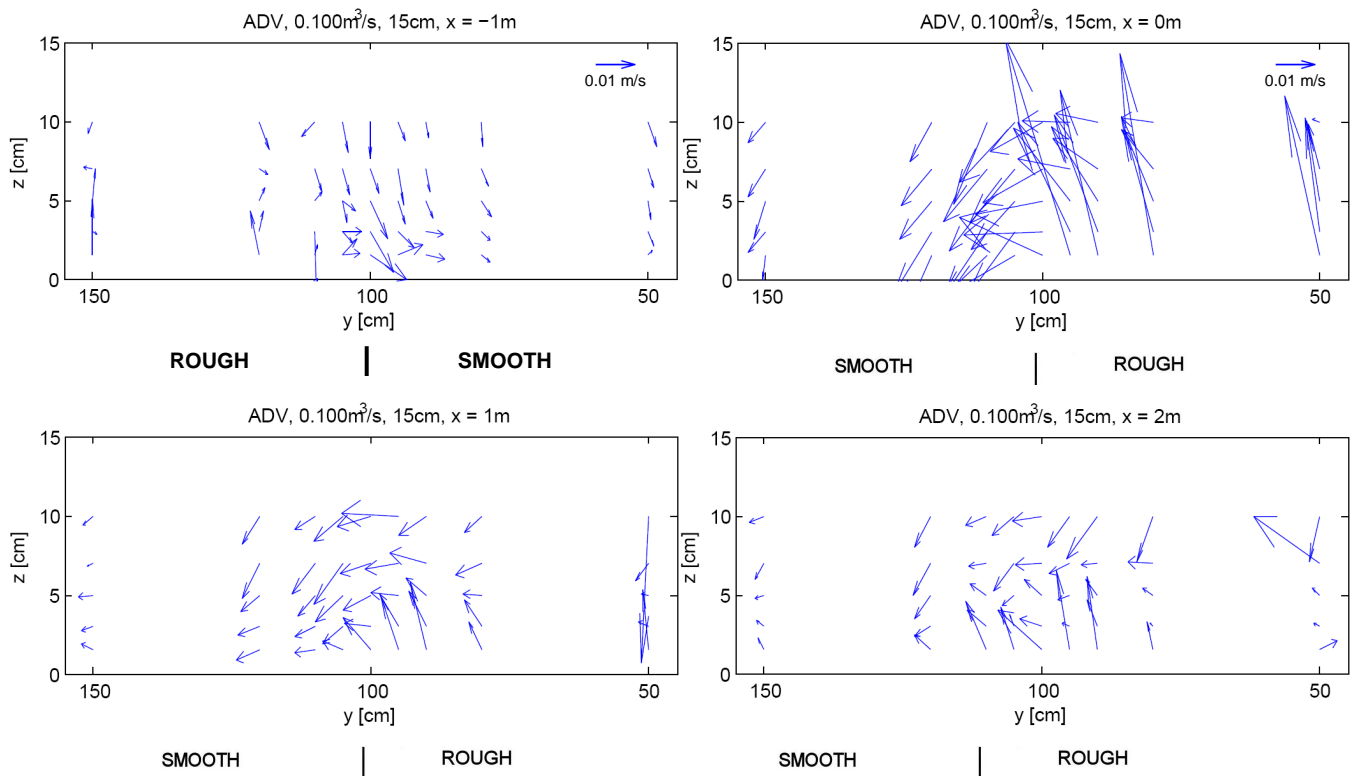 ADV, 0.100m³/s, 15cm, x = −1m
15
10
5
0
z [cm]
0.01 m/s
150
100
50
y [cm]
ROUGH | SMOOTH
ADV, 0.100m³/s, 15cm, x = 0m
15
10
5
0
z [cm]
0.01 m/s
150
100
50
y [cm]
SMOOTH | ROUGH
ADV, 0.100m³/s, 15cm, x = 1m
15
10
5
0
z [cm]
150
100
50
y [cm]
SMOOTH | ROUGH
ADV, 0.100m³/s, 15cm, x = 2m
15
10
5
0
z [cm]
150
100
50
y [cm]
SMOOTH | ROUGH